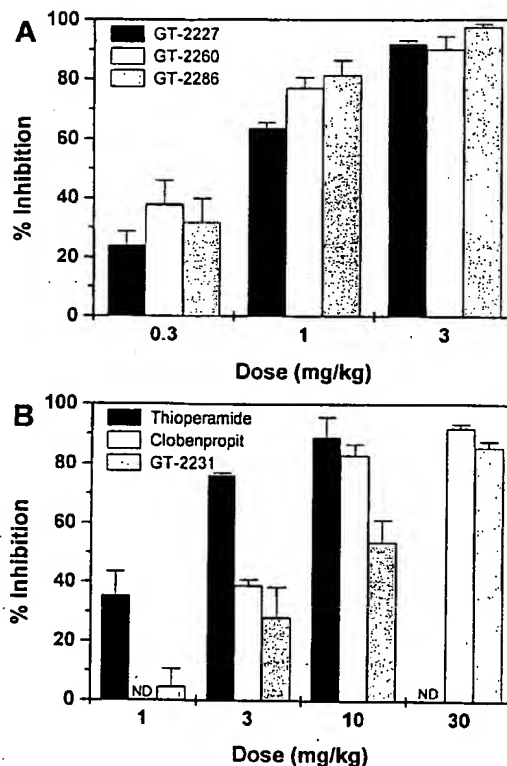 A
GT-2227
GT-2260
GT-2286
% Inhibition
100
80
60
40
20
0
0.3 1 3
Dose (mg/kg)
B
Thioperamide
Clobenpropit
GT-2231
% Inhibition
100
80
60
40
20
0
ND
ND
1 3 10 30
Dose (mg/kg)